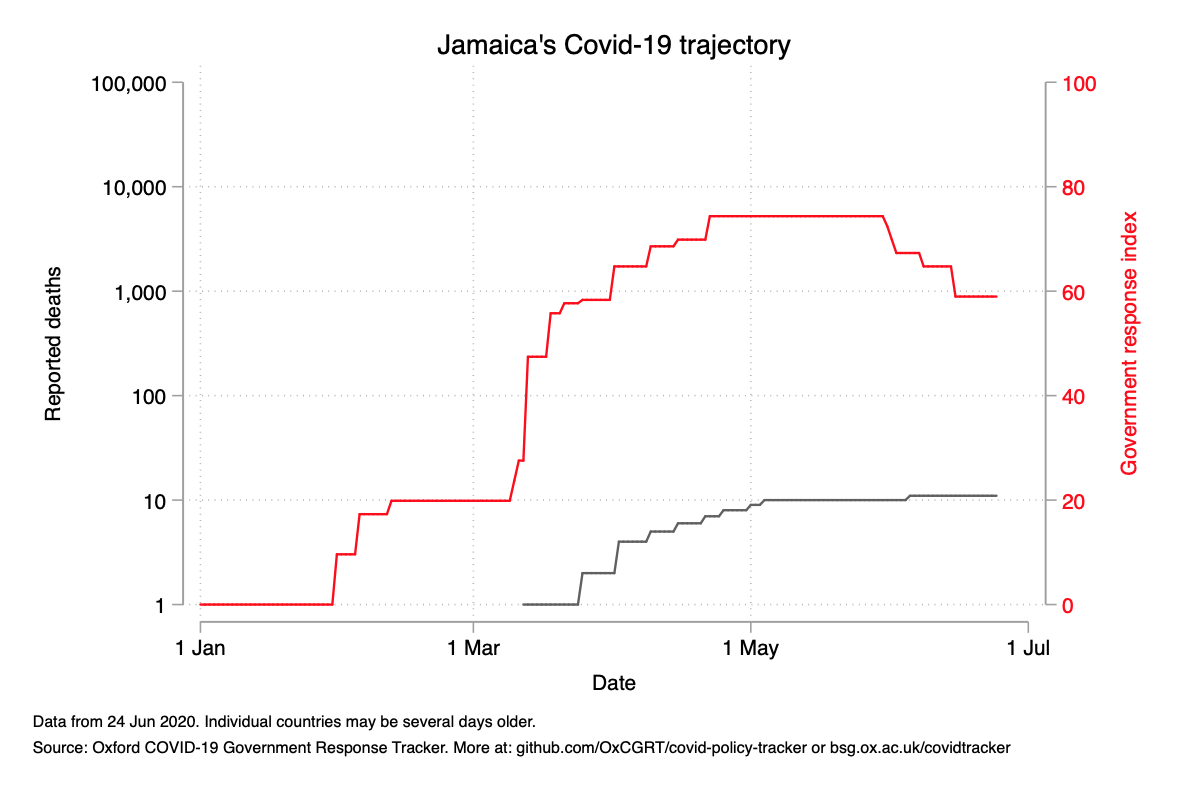 Jamaica's Covid-19 trajectory
100,000
10,000
1,000
100
10
1
Reported deaths
100
80
60
40
20
0
Government response index
1 Jan
1 Mar
1 May
1 Jul
Date
Data from 24 Jun 2020. Individual countries may be several days older.
Source: Oxford COVID-19 Government Response Tracker. More at: github.com/OxCGRT/covid-policy-tracker or bsg.ox.ac.uk/covidtracker